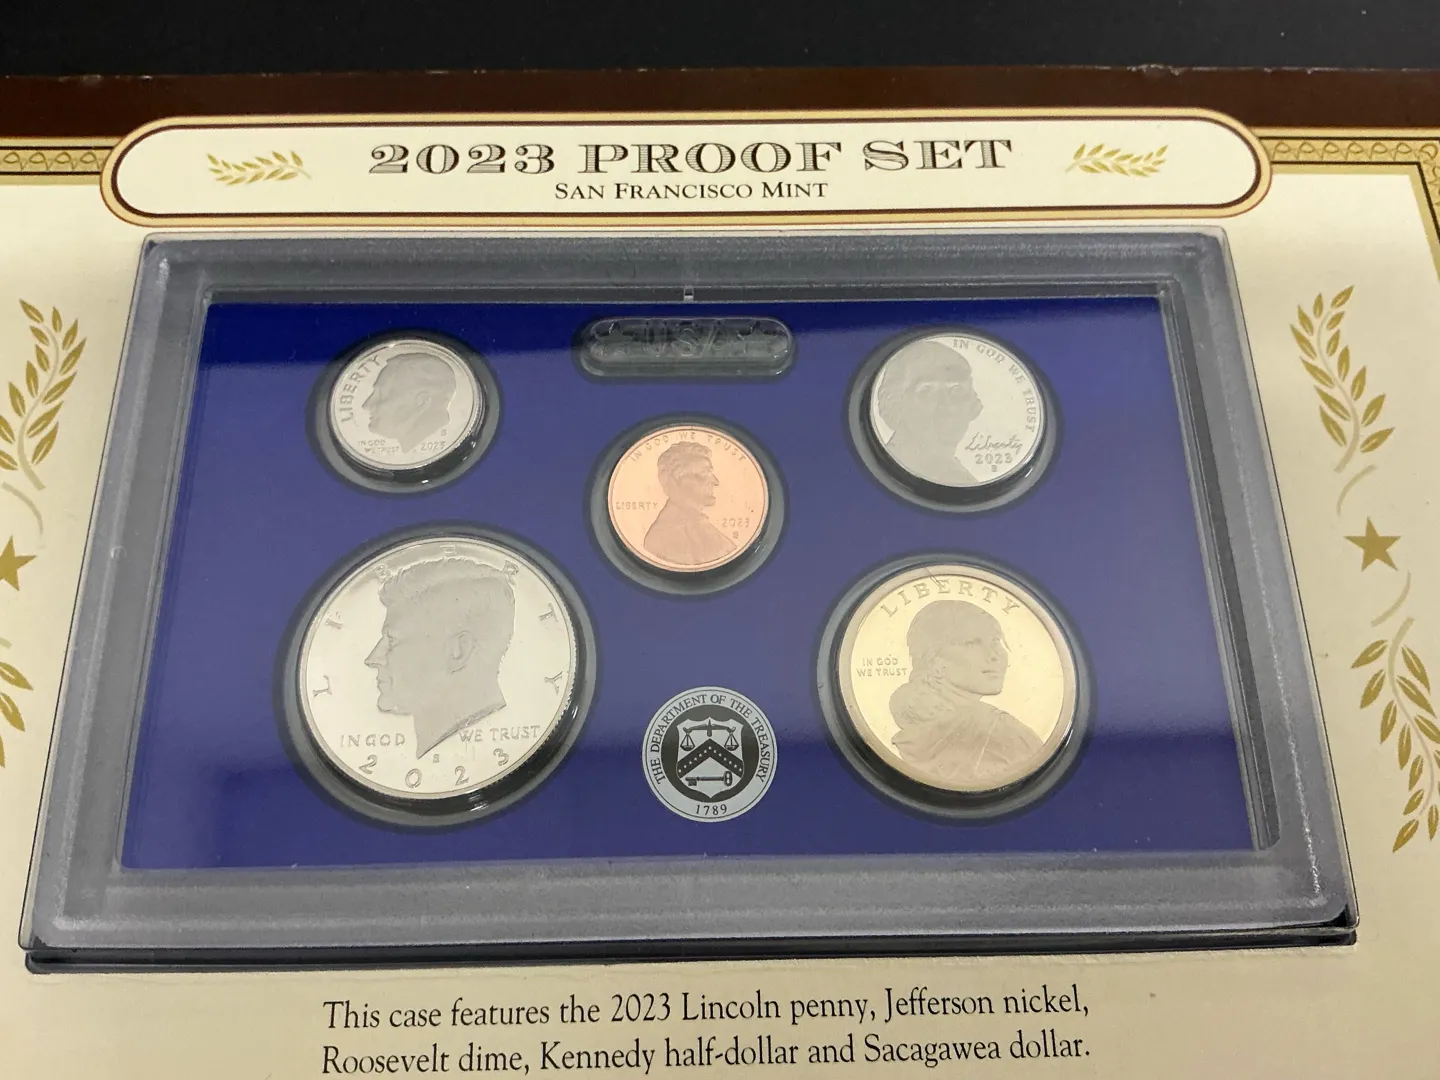 2023 PROOF SET
SAN FRANCISCO MINT
USA
LIBERTY
IN GOD
WE TRUST
S
2023
IN GOD WE TRUST
Liberty
2023
S
IN GOD WE TRUST
LIBERTY
2023
S
LIBERTY
IN GOD WE TRUST
S
2023
LIBERTY
IN GOD
WE TRUST
THE DEPARTMENT OF THE TREASURY
1789
This case features the 2023 Lincoln penny, Jefferson nickel,
Roosevelt dime, Kennedy half-dollar and Sacagawea dollar.